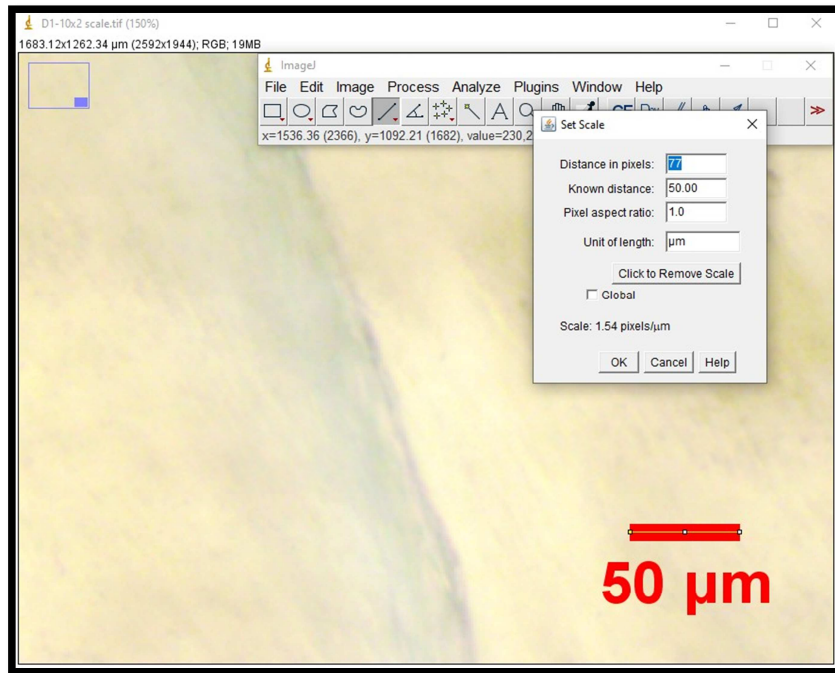 D1-10x2 scale.tif (150%)
1683.12x1262.34 µm (2592x1944); RGB; 19MB
ImageJ
File Edit Image Process Analyze Plugins Window Help
A
x=1536.36 (2366), y=1092.21 (1682), value=230,2
Set Scale
Distance in pixels: 77
Known distance: 50.00
Pixel aspect ratio: 1.0
Unit of length: µm
Click to Remove Scale
Global
Scale: 1.54 pixels/µm
OK Cancel Help
50 µm